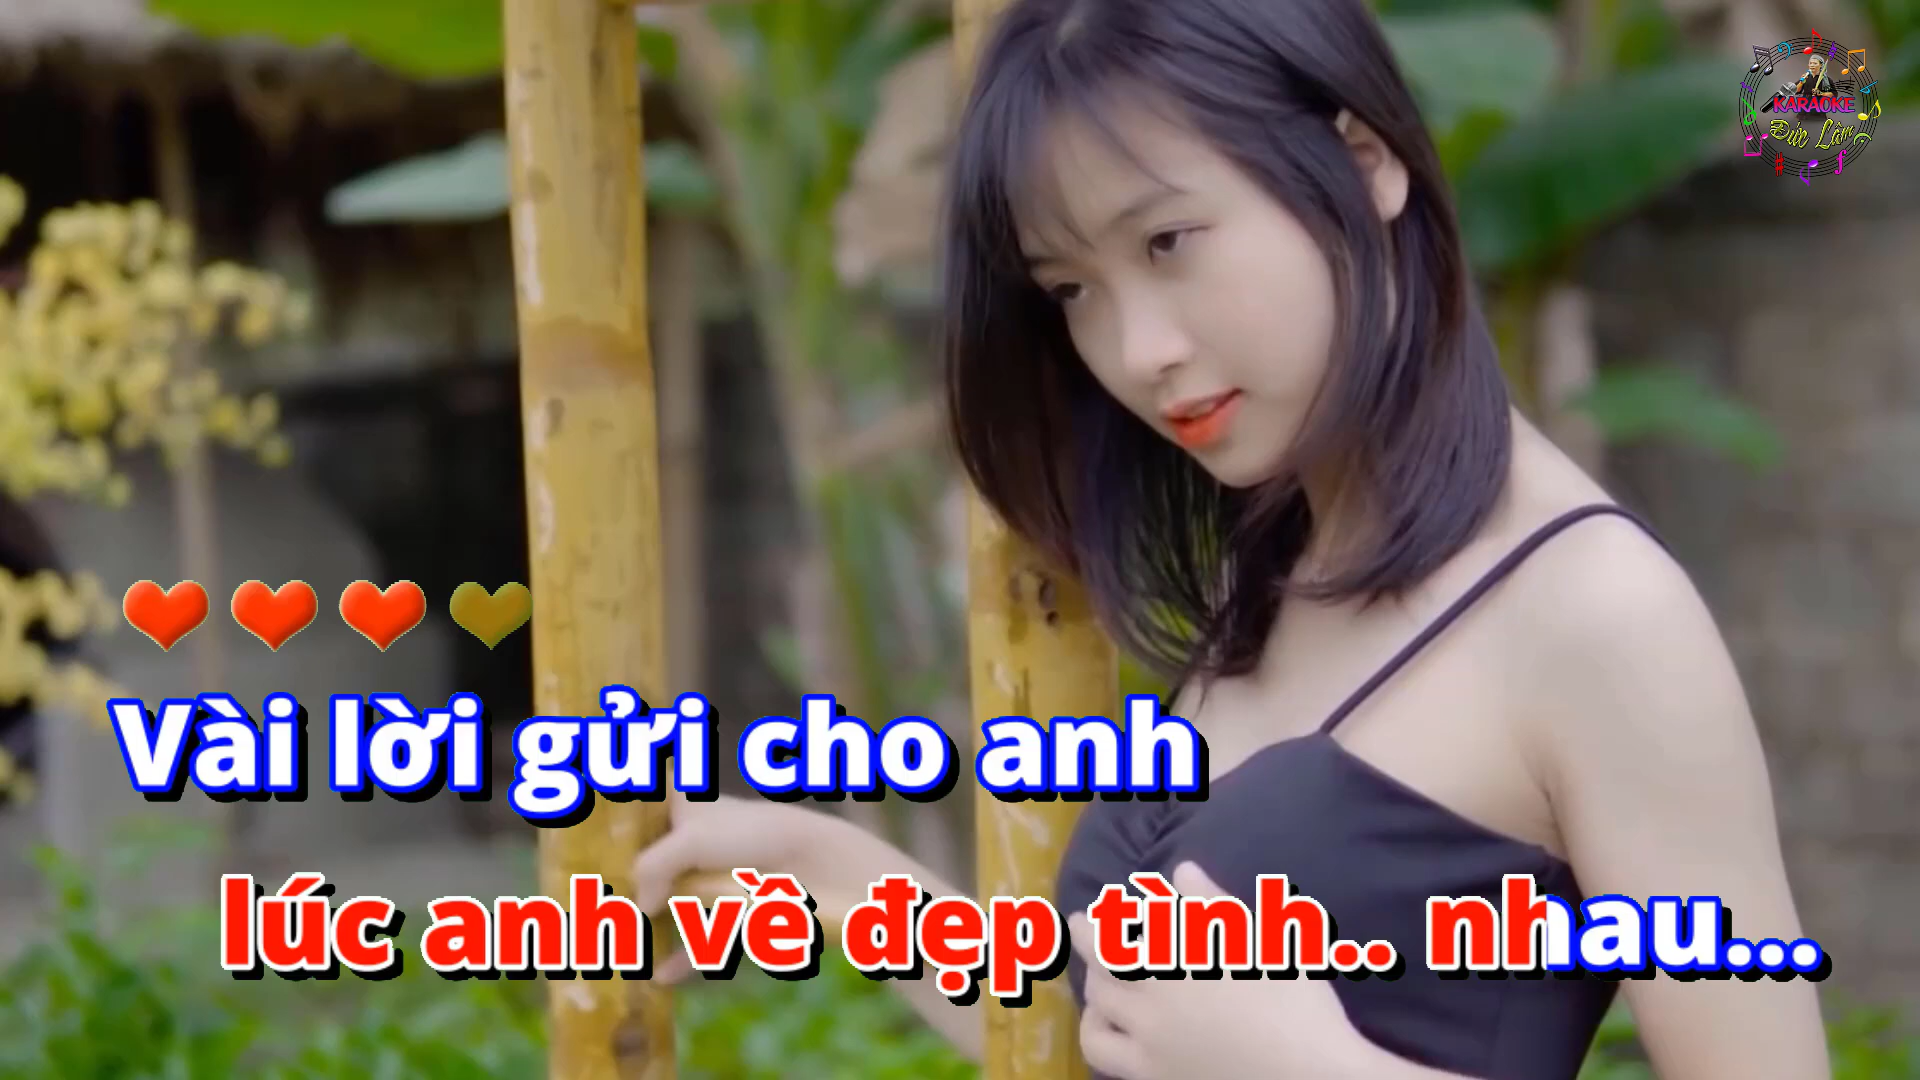 KARAOKE
Đức Lâm
Vài lời gửi cho anh
lúc anh về đẹp tình.. nhau...